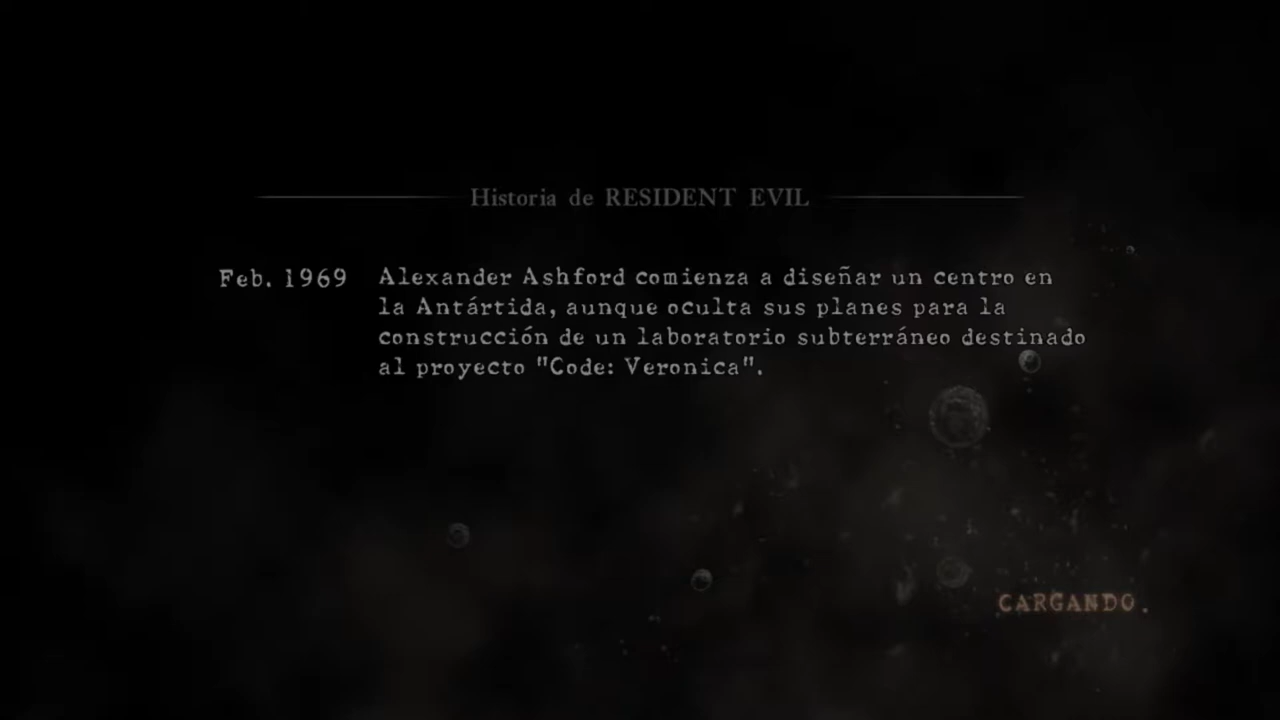 Historia de RESIDENT EVIL
Feb. 1969 Alexander Ashford comienza a diseñar un centro en
la Antártida, aunque oculta sus planes para la
construcción de un laboratorio subterráneo destinado
al proyecto "Code: Veronica".
CARGANDO.